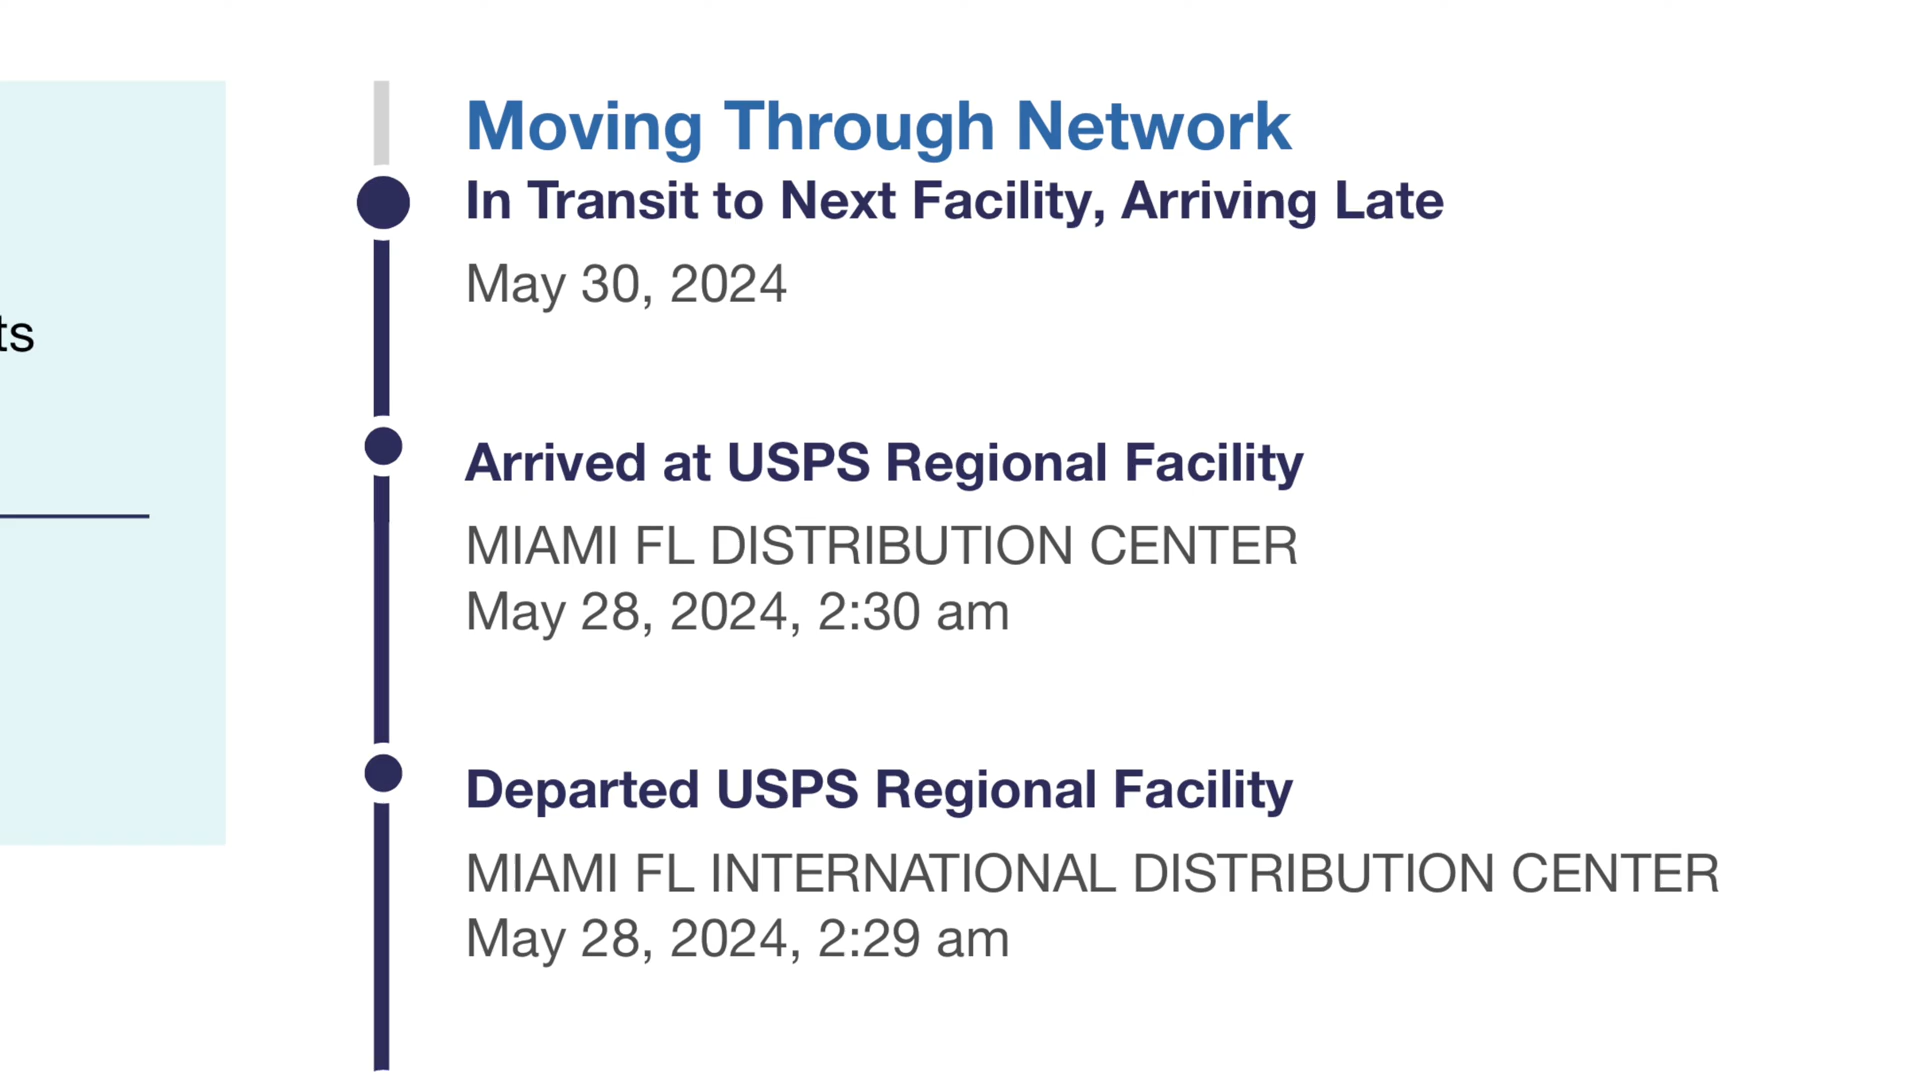 ts
Moving Through Network
In Transit to Next Facility, Arriving Late
May 30, 2024
Arrived at USPS Regional Facility
MIAMI FL DISTRIBUTION CENTER
May 28, 2024, 2:30 am
Departed USPS Regional Facility
MIAMI FL INTERNATIONAL DISTRIBUTION CENTER
May 28, 2024, 2:29 am